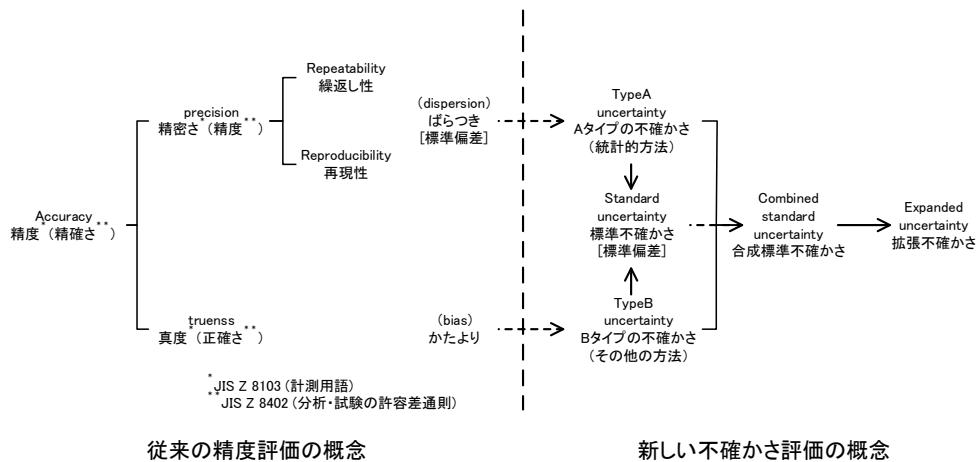 Repeatability
繰返し性
precision
精密さ*(精度**)
Reproducibility
再現性
(dispersion)
ばらつき
[標準偏差]
Accuracy
精度*(精確さ**)
truenss
真度*(正確さ**)
(bias)
かたより
*JIS Z 8103(計測用語)
**JIS Z 8402(分析・試験の許容差通則)
従来の精度評価の概念
TypeA
uncertainty
Aタイプの不確かさ
(統計的方法)
Standard
uncertainty
標準不確かさ
[標準偏差]
TypeB
uncertainty
Bタイプの不確かさ
(その他の方法)
Combined
standard
uncertainty
合成標準不確かさ
Expanded
uncertainty
拡張不確かさ
新しい不確かさ評価の概念